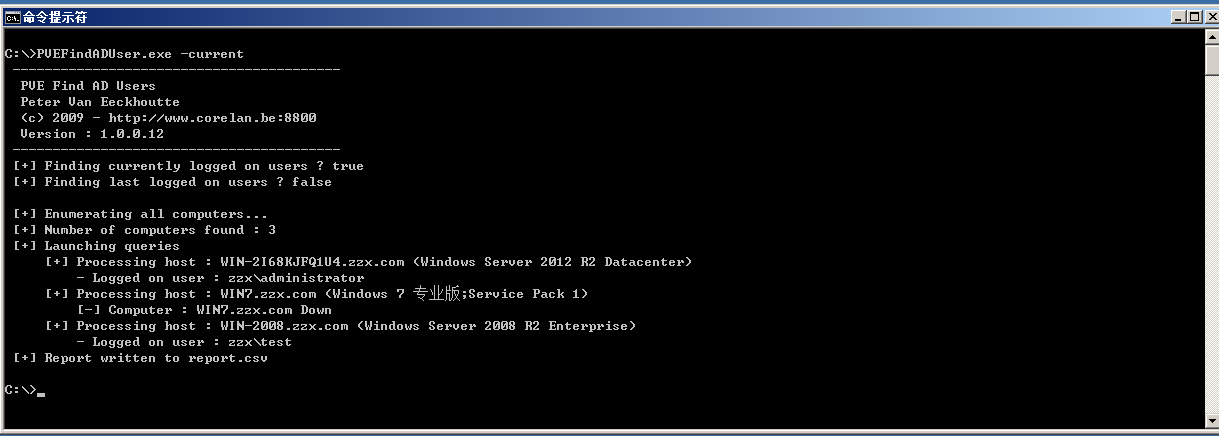 命令提示符
C:\>PVEFindADUser.exe -current
-----------------------------------------
PVE Find AD Users
Peter Van Eeckhoutte
(c) 2009 - http://www.corelan.be:8800
Version : 1.0.0.12
-----------------------------------------
[+] Finding currently logged on users ? true
[+] Finding last logged on users ? false
[+] Enumerating all computers...
[+] Number of computers found : 3
[+] Launching queries
[+] Processing host : WIN-2I68KJFQ1U4.zzx.com (Windows Server 2012 R2 Datacenter)
- Logged on user : zzx\administrator
[+] Processing host : WIN7.zzx.com (Windows 7 专业版;Service Pack 1)
[-] Computer : WIN7.zzx.com Down
[+] Processing host : WIN-2008.zzx.com (Windows Server 2008 R2 Enterprise)
- Logged on user : zzx\test
[+] Report written to report.csv
C:\>_